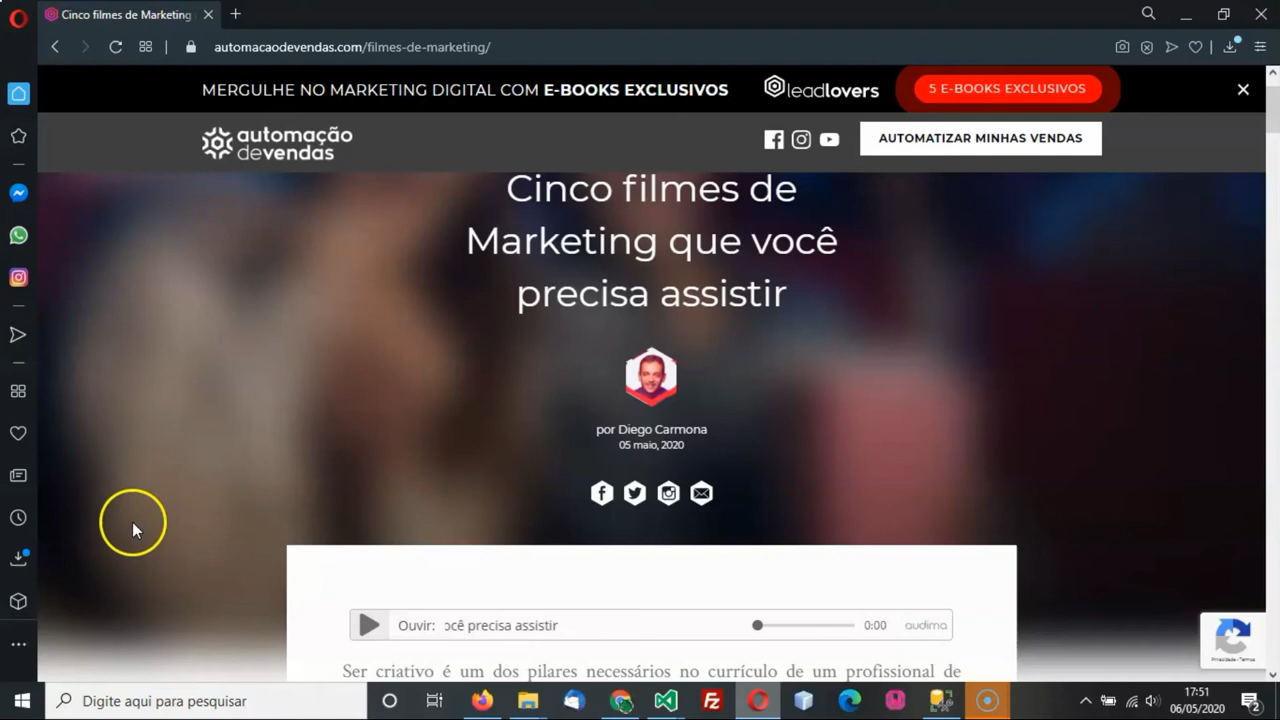 Cinco filmes de Marketing
automacaodevendas.com/filmes-de-marketing/
MERGULHE NO MARKETING DIGITAL COM E-BOOKS EXCLUSIVOS
leadlovers
5 E-BOOKS EXCLUSIVOS
automação
devendas
AUTOMATIZAR MINHAS VENDAS
Cinco filmes de
Marketing que você
precisa assistir
por Diego Carmona
05 maio, 2020
Ouvir: ocê precisa assistir
0:00
audima
Ser criativo é um dos pilares necessários no currículo de um profissional de
Privacidade - Termos
Digite aqui para pesquisar
17:51
06/05/2020
2